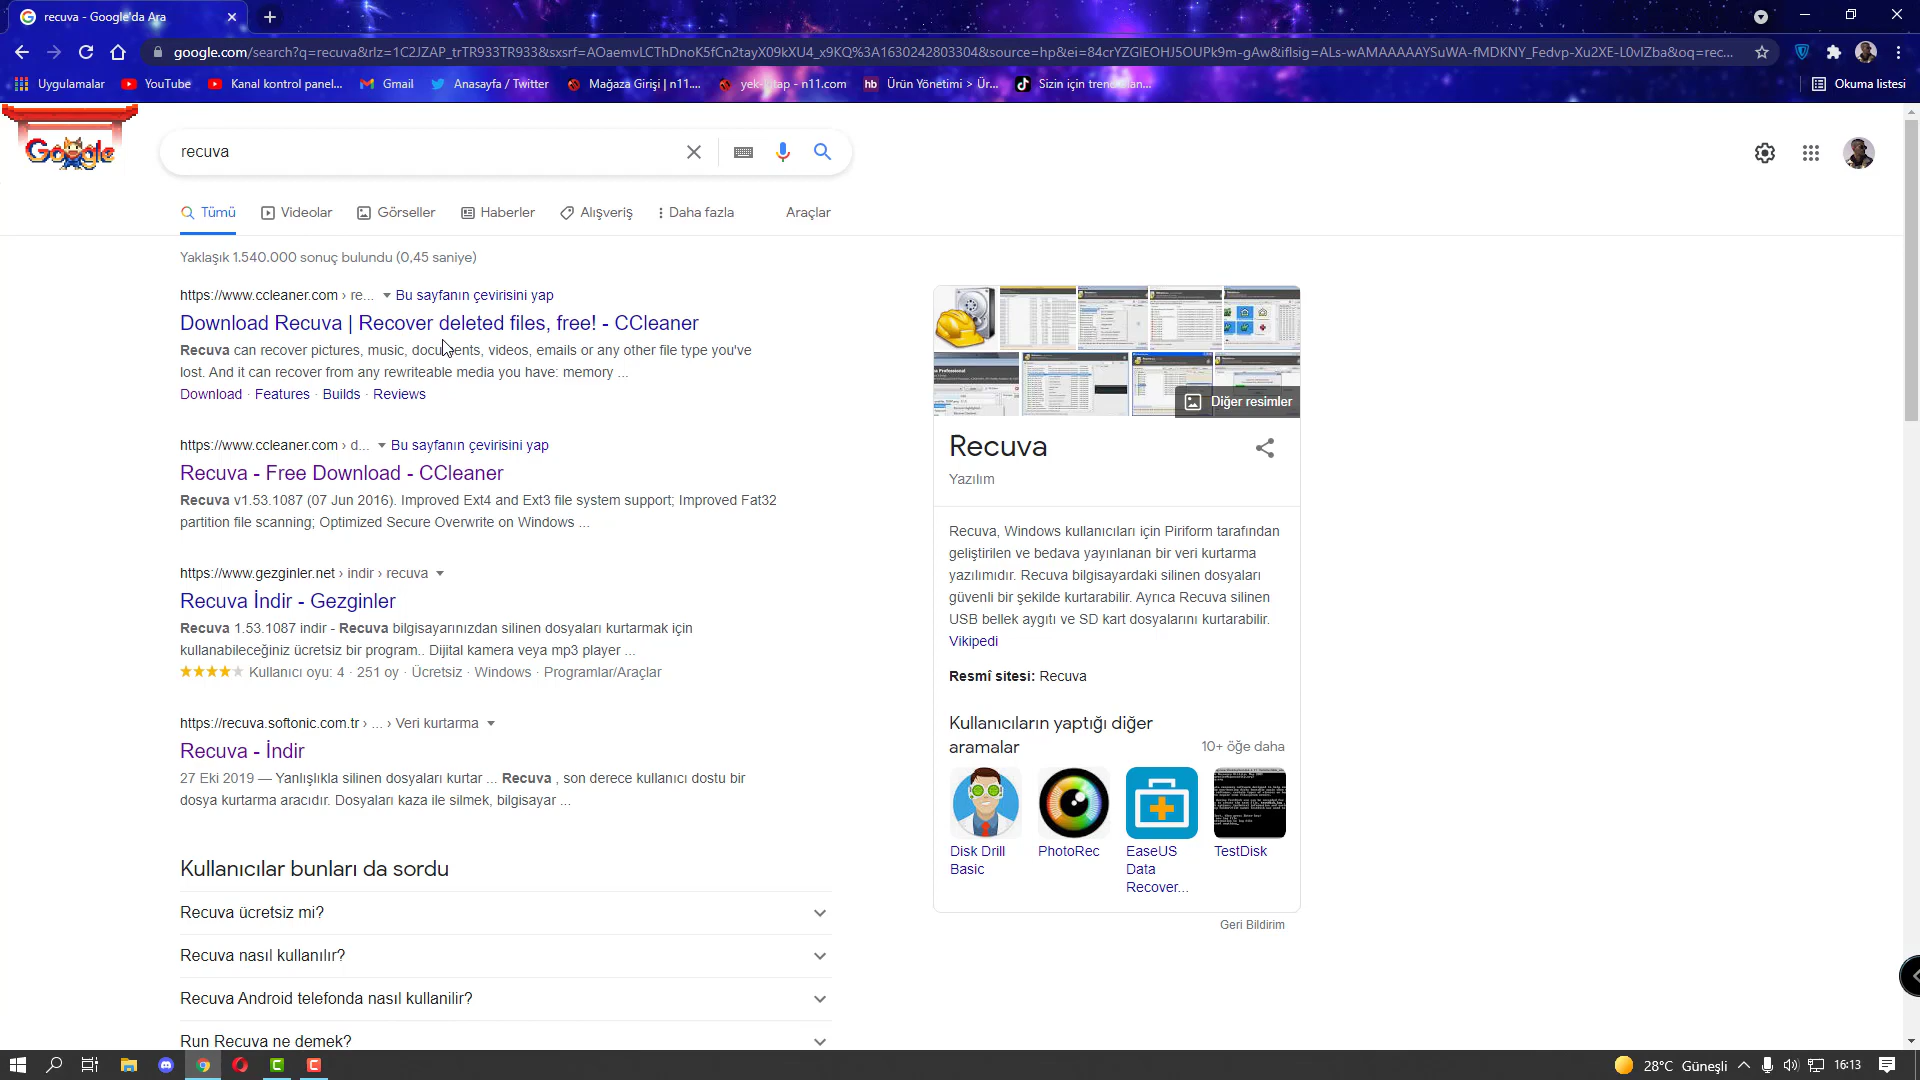 recuva - Google'da Ara
google.com/search?q=recuva&rlz=1C2JZAP_trTR933TR933&sxsrf=AOaemvLCThDnoK5fCn2tayX09kXU4_x9KQ%3A1630242803304&source=hp&ei=84crYZGIEOHJ5OUPk9m-gAw&iflsig=ALs-wAMAAAAAYSuWA-fMDKNY_Fedvp-Xu2XE-L0vIZba&oq=rec...
Uygulamalar YouTube Kanal kontrol panel... Gmail Anasayfa / Twitter Mağaza Girişi | n11.... yek-kitap - n11.com hb Ürün Yönetimi > Ür... Okuma listesi
Google
recuva
Tümü Videolar Görseller Haberler Alışveriş Daha fazla Araçlar
Yaklaşık 1.540.000 sonuç bulundu (0,45 saniye)
https://www.ccleaner.com › re... Bu sayfanın çevirisini yap
Download Recuva | Recover deleted files, free! - CCleaner
Recuva can recover pictures, music, documents, videos, emails or any other file type you've
lost. And it can recover from any rewriteable media you have: memory ...
Download · Features · Builds · Reviews
https://www.ccleaner.com › d... Bu sayfanın çevirisini yap
Recuva - Free Download - CCleaner
Recuva v1.53.1087 (07 Jun 2016). Improved Ext4 and Ext3 file system support; Improved Fat32
partition file scanning; Optimized Secure Overwrite on Windows ...
https://www.gezginler.net › indir › recuva
Recuva İndir - Gezginler
Recuva 1.53.1087 indir - Recuva bilgisayarınızdan silinen dosyaları kurtarmak için
kullanabileceğiniz ücretsiz bir program.. Dijital kamera veya mp3 player ...
Kullanıcı oyu: 4 · 251 oy · Ücretsiz · Windows · Programlar/Araçlar
https://recuva.softonic.com.tr › ... › Veri kurtarma
Recuva - İndir
27 Eki 2019 — Yanlışlıkla silinen dosyaları kurtar ... Recuva , son derece kullanıcı dostu bir
dosya kurtarma aracıdır. Dosyaları kaza ile silmek, bilgisayar ...
Kullanıcılar bunları da sordu
Recuva ücretsiz mi?
Recuva nasıl kullanılır?
Recuva Android telefonda nasıl kullanilir?
Run Recuva ne demek?
Diğer resimler
Recuva
Yazılım
Recuva, Windows kullanıcıları için Piriform tarafından
geliştirilen ve bedava yayınlanan bir veri kurtarma
yazılımıdır. Recuva bilgisayardaki silinen dosyaları
güvenli bir şekilde kurtarabilir. Ayrıca Recuva silinen
USB bellek aygıtı ve SD kart dosyalarını kurtarabilir.
Vikipedi
Resmî sitesi: Recuva
Kullanıcıların yaptığı diğer
aramalar 10+ öğe daha
Disk Drill
Basic
PhotoRec
EaseUS
Data
Recover...
TestDisk
Geri Bildirim
28°C Güneşli 16:13